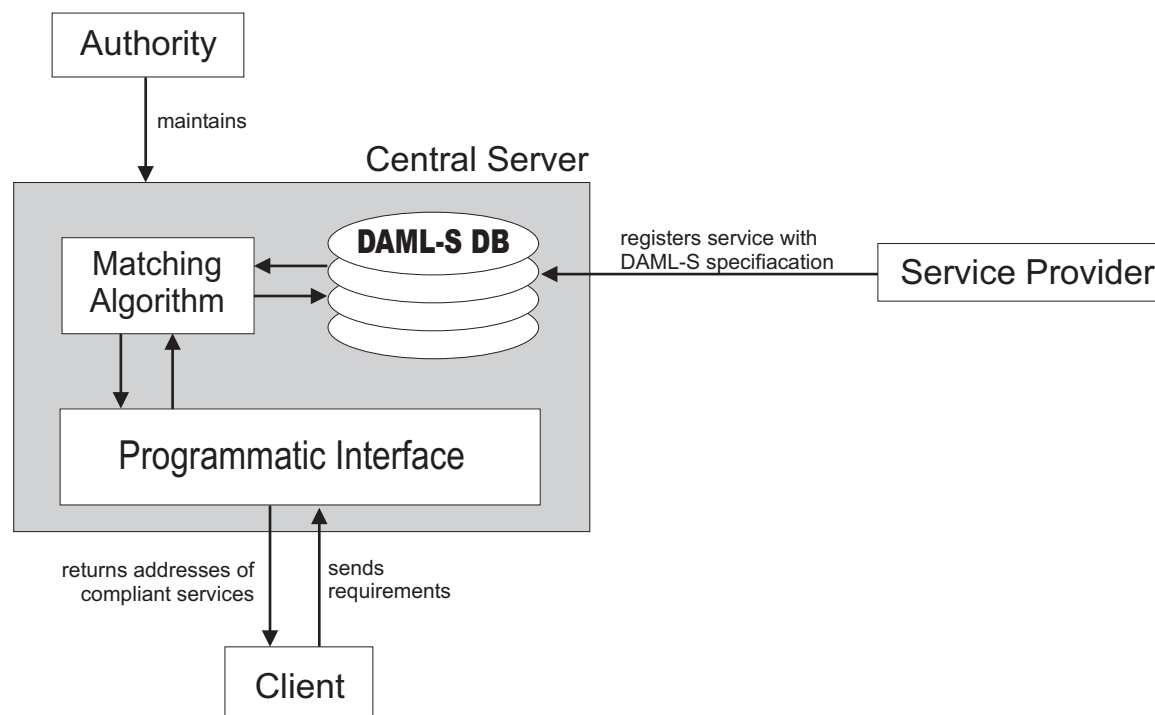 Authority
maintains
Central Server
DAML-S DB
Matching
Algorithm
registers service with
DAML-S specifiacation
Service Provider
Programmatic Interface
returns addresses of
compliant services
sends
requirements
Client